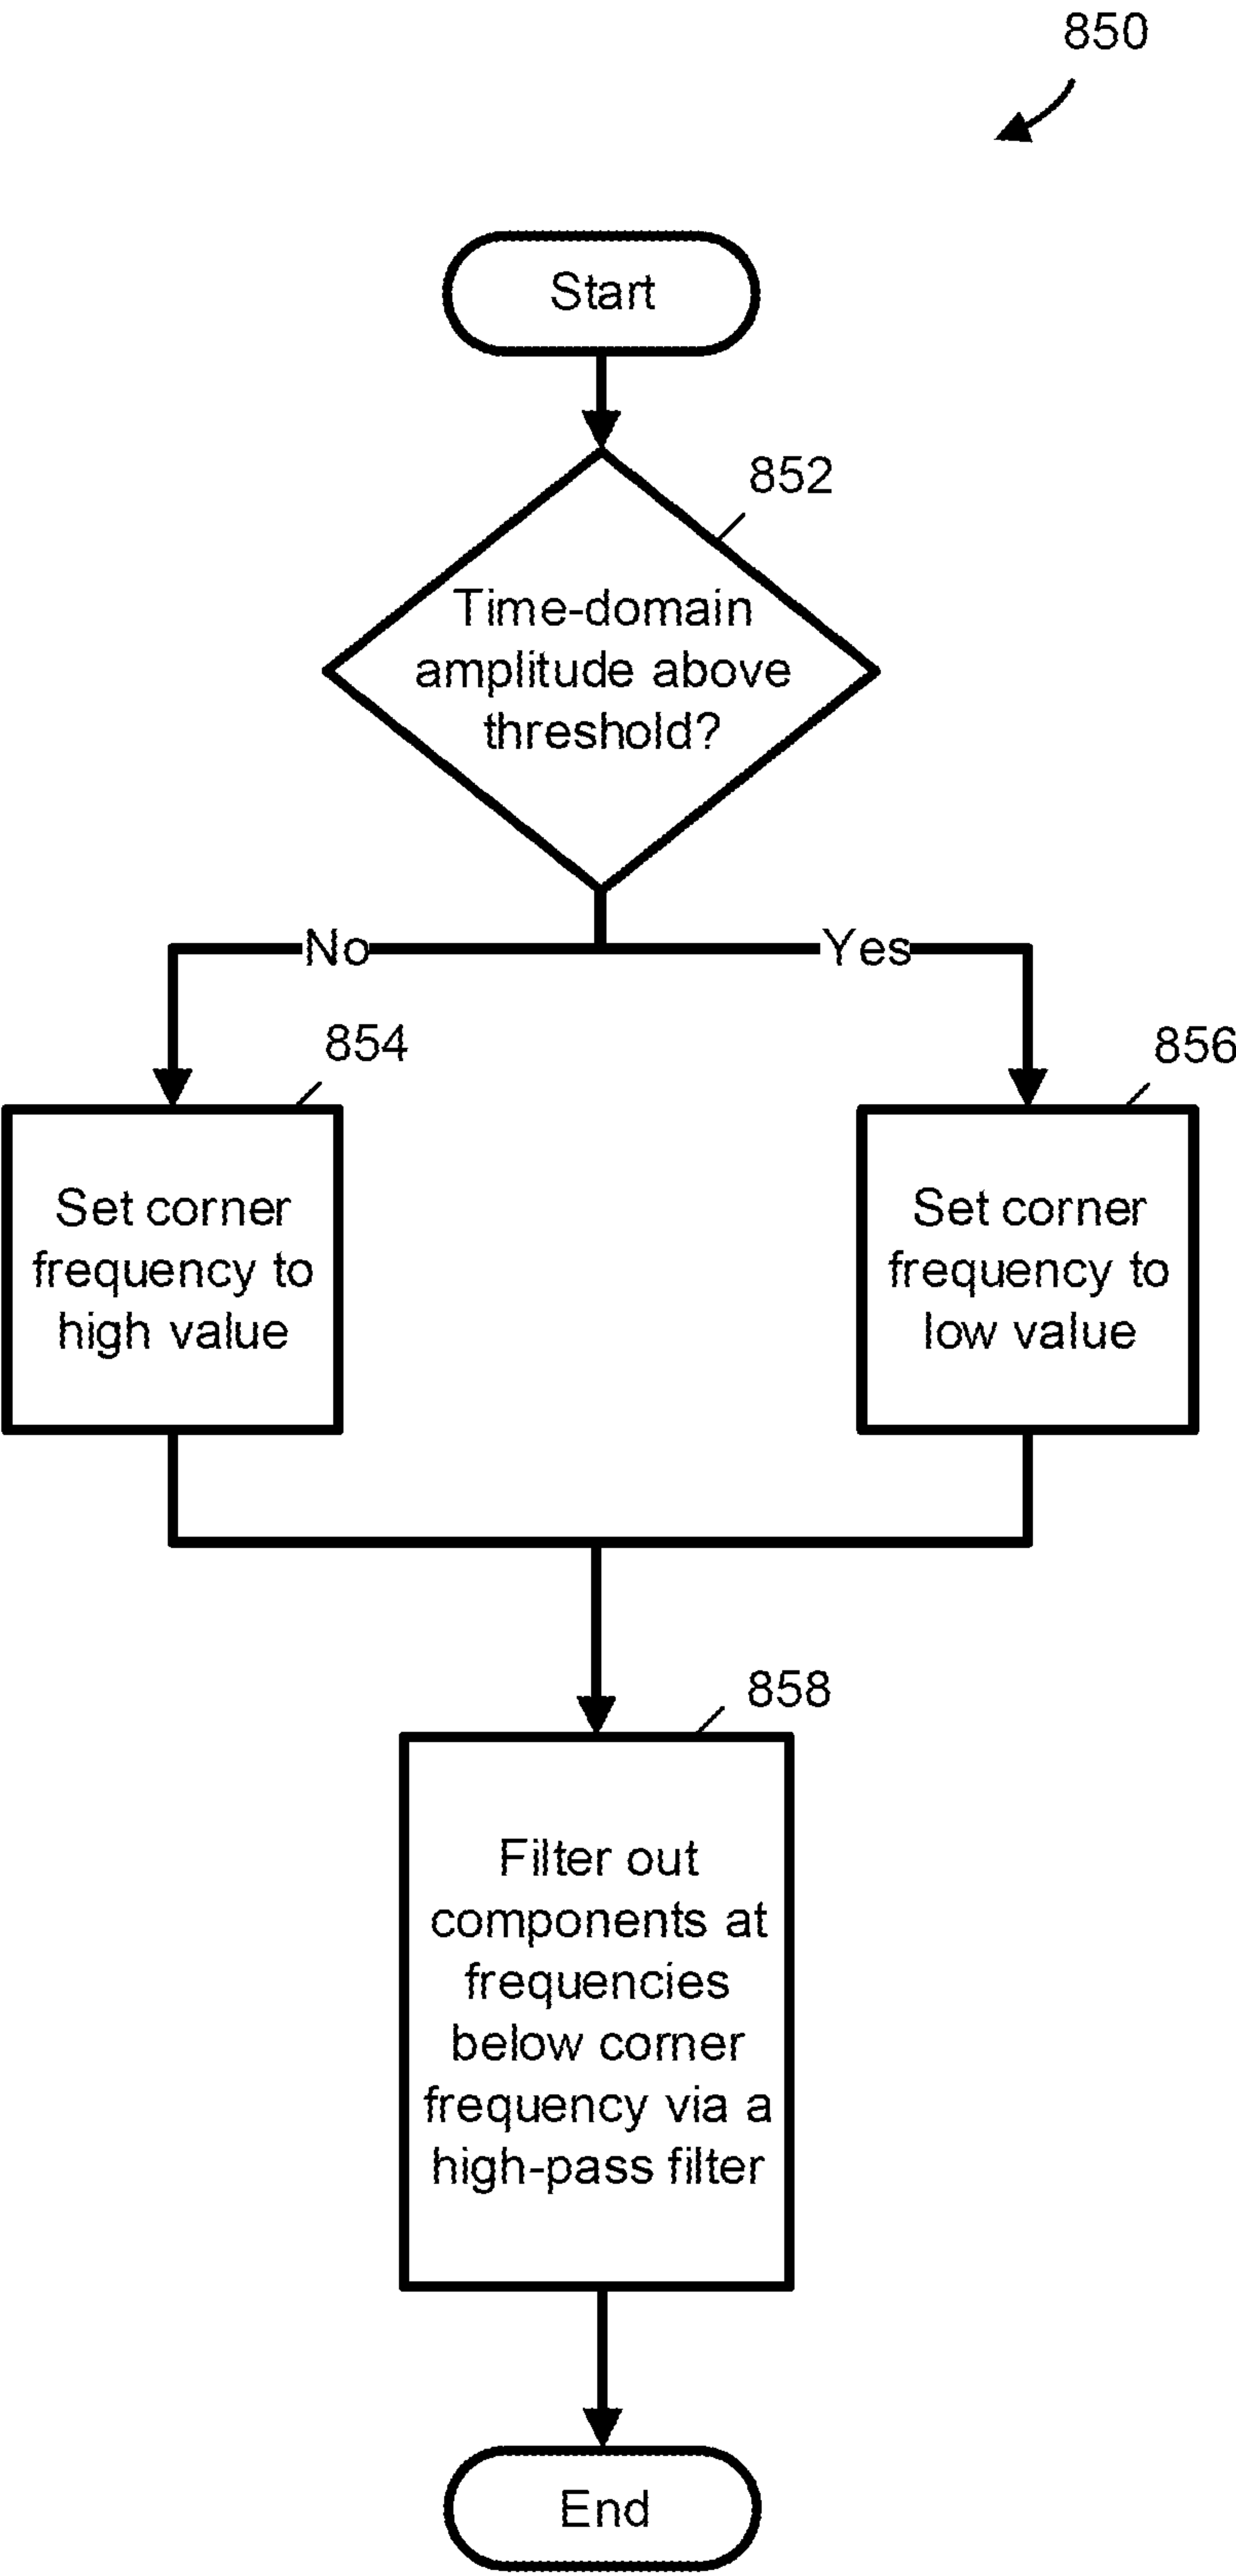 850
Start
852
Time-domain
amplitude above
threshold?
No
Yes
854
Set corner
frequency to
high value
856
Set corner
frequency to
low value
858
Filter out
components at
frequencies
below corner
frequency via a
high-pass filter
End